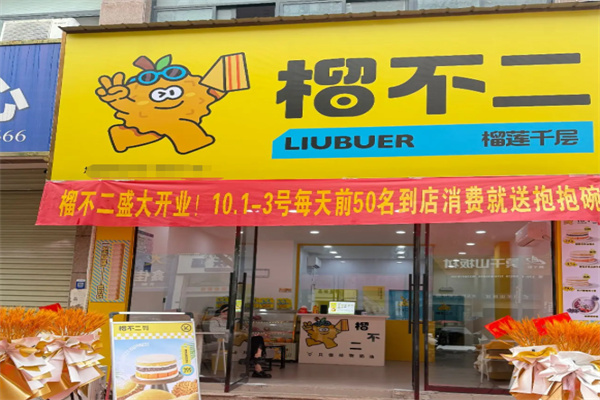 榴不二
LIUBUER 榴莲千层
榴不二盛大开业！10.1-3号每天前50名到店消费就送抱抱碗
心
666
榴不二
榴
不
二